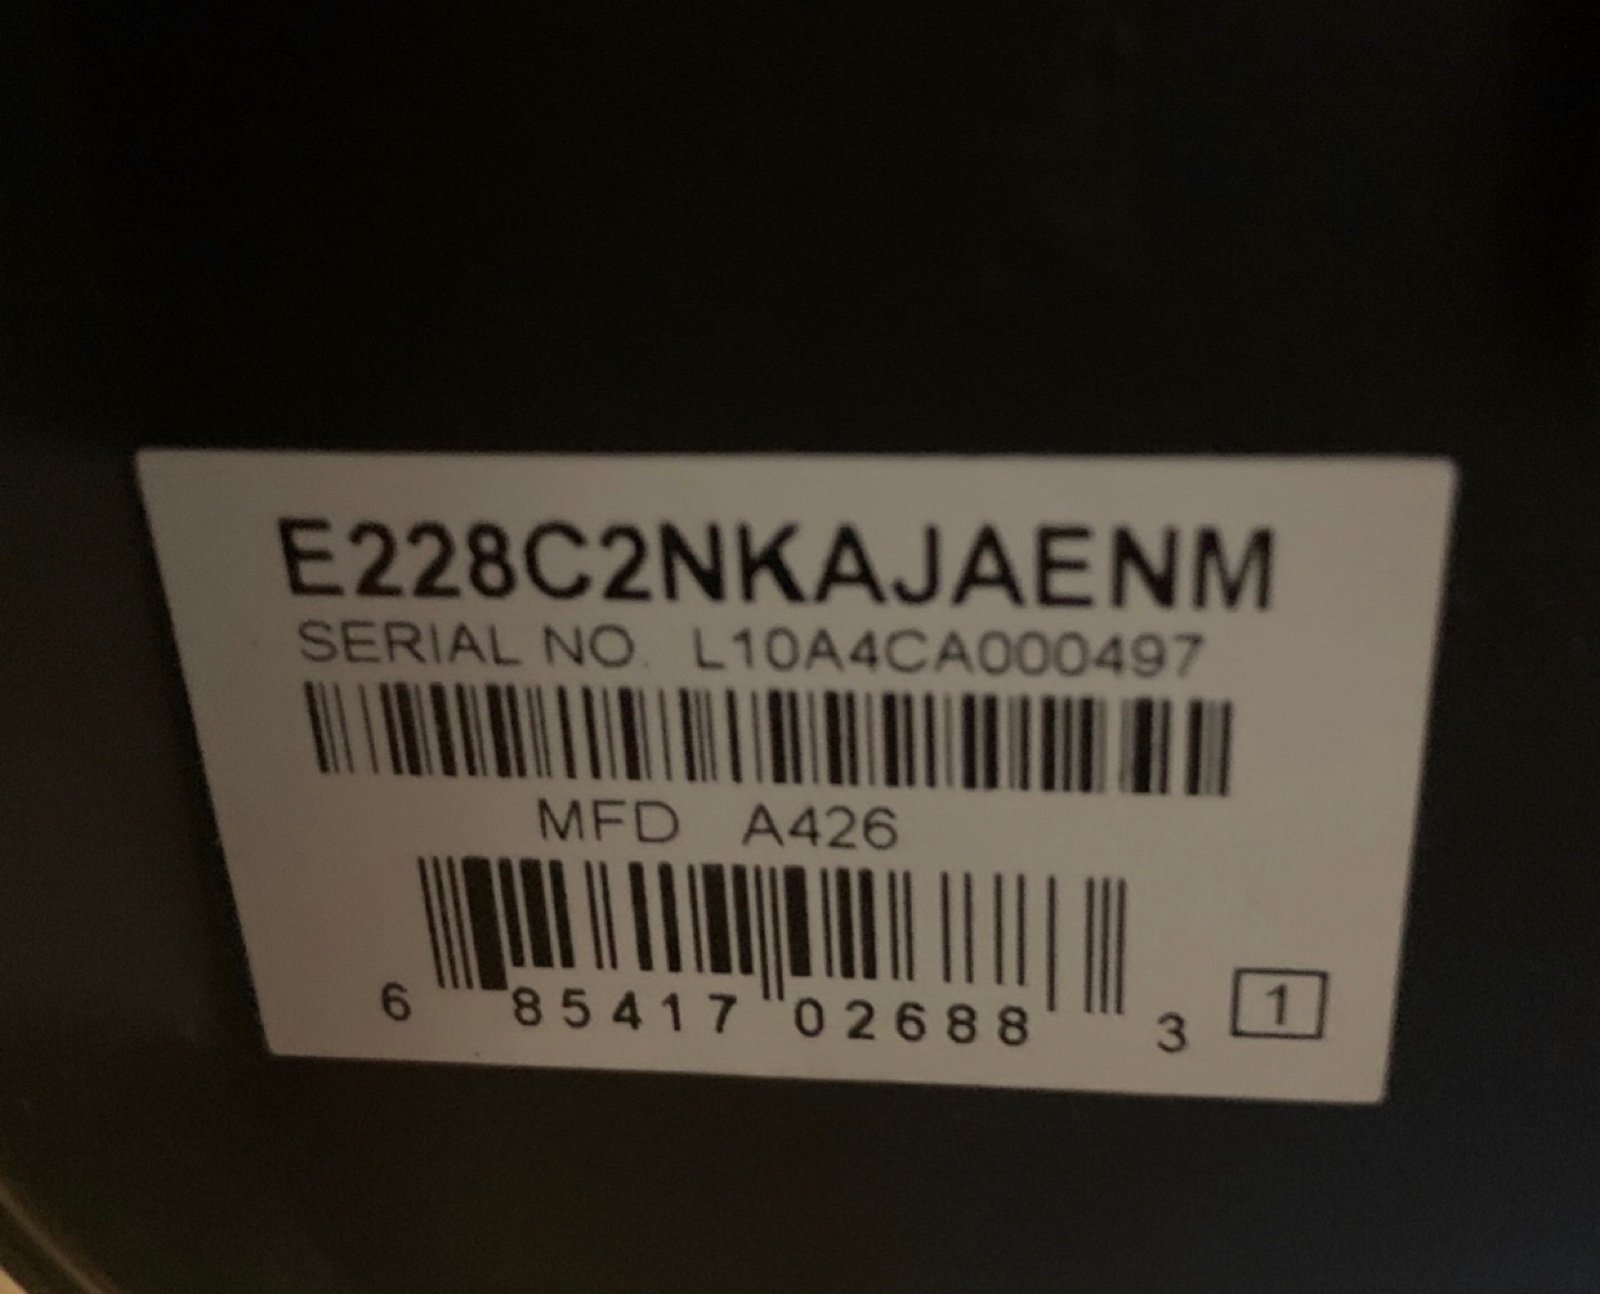 E228C2NKAJAENM
SERIAL NO. L10A4CA000497
MFD A426
6 85417 02688 3 1